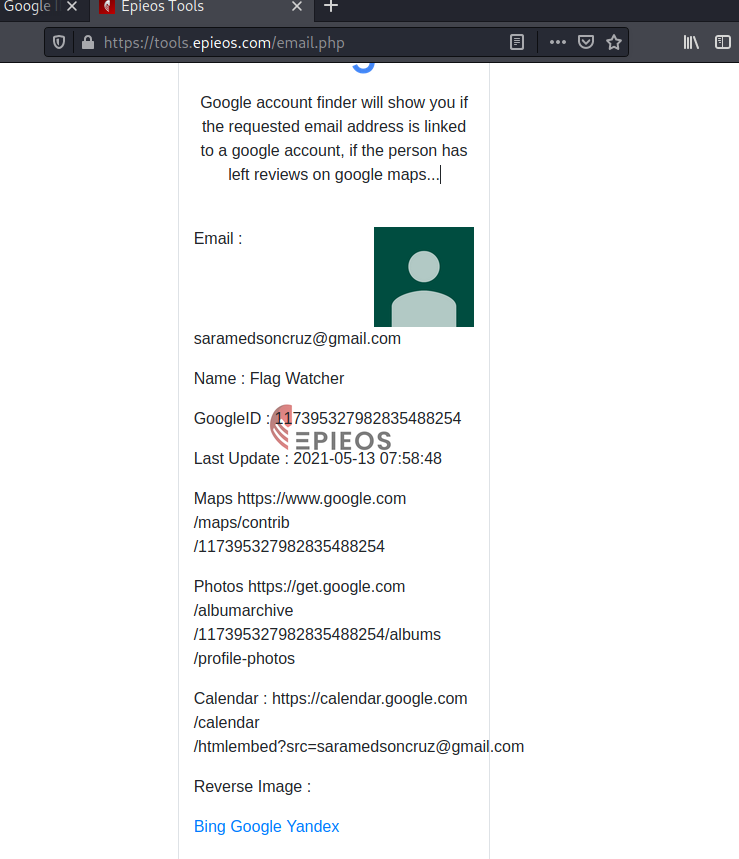 Google
Epieos Tools
https://tools.epieos.com/email.php
Google account finder will show you if
the requested email address is linked
to a google account, if the person has
left reviews on google maps...
Email :
saramedsoncruz@gmail.com
Name : Flag Watcher
GoogleID : 117395327982835488254
EPIEOS
Last Update : 2021-05-13 07:58:48
Maps https://www.google.com
/maps/contrib
/117395327982835488254
Photos https://get.google.com
/albumarchive
/117395327982835488254/albums
/profile-photos
Calendar : https://calendar.google.com
/calendar
/htmlembed?src=saramedsoncruz@gmail.com
Reverse Image :
Bing Google Yandex